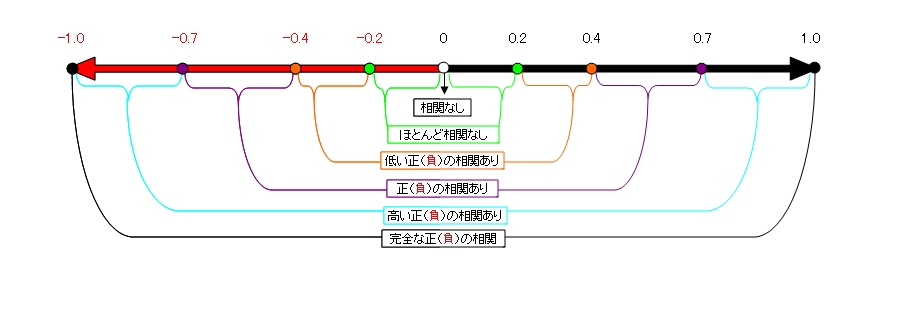 -1.0 -0.7 -0.4 -0.2 0 0.2 0.4 0.7 1.0
相関なし
ほとんど相関なし
低い正(負)の相関あり
正(負)の相関あり
高い正(負)の相関あり
完全な正(負)の相関